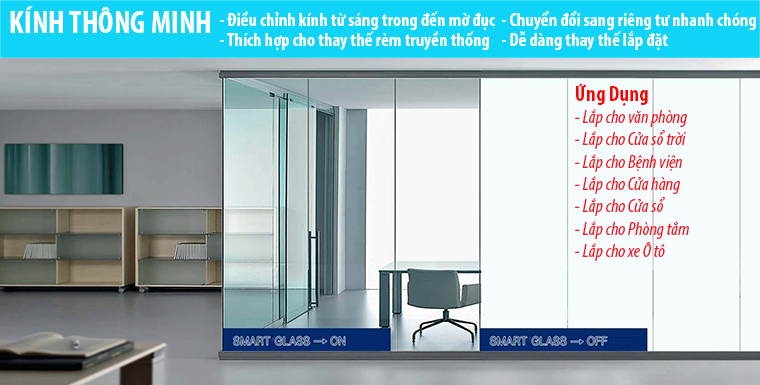 KÍNH THÔNG MINH
- Điều chỉnh kính từ sáng trong đến mờ đục
- Thích hợp cho thay thế rèm truyền thống
- Chuyển đổi sang riêng tư nhanh chóng
- Dễ dàng thay thế lắp đặt
Ứng Dụng
- Lắp cho văn phòng
- Lắp cho Cửa sổ trời
- Lắp cho Bệnh viện
- Lắp cho Cửa hàng
- Lắp cho Cửa sổ
- Lắp cho Phòng tắm
- Lắp cho xe Ô tô
SMART GLASS → ON
SMART GLASS → OFF